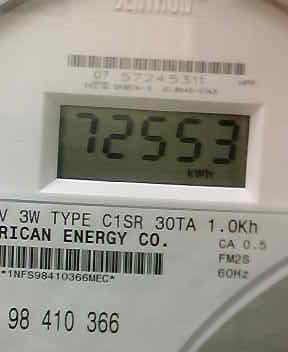 CENTRON
07 57245311
72553
kWh
V 3W TYPE C1SR 30TA 1.0Kh
RICAN ENERGY CO.
CA 0.5
FM2S
*1NFS98410366MEC*
60Hz
98 410 366